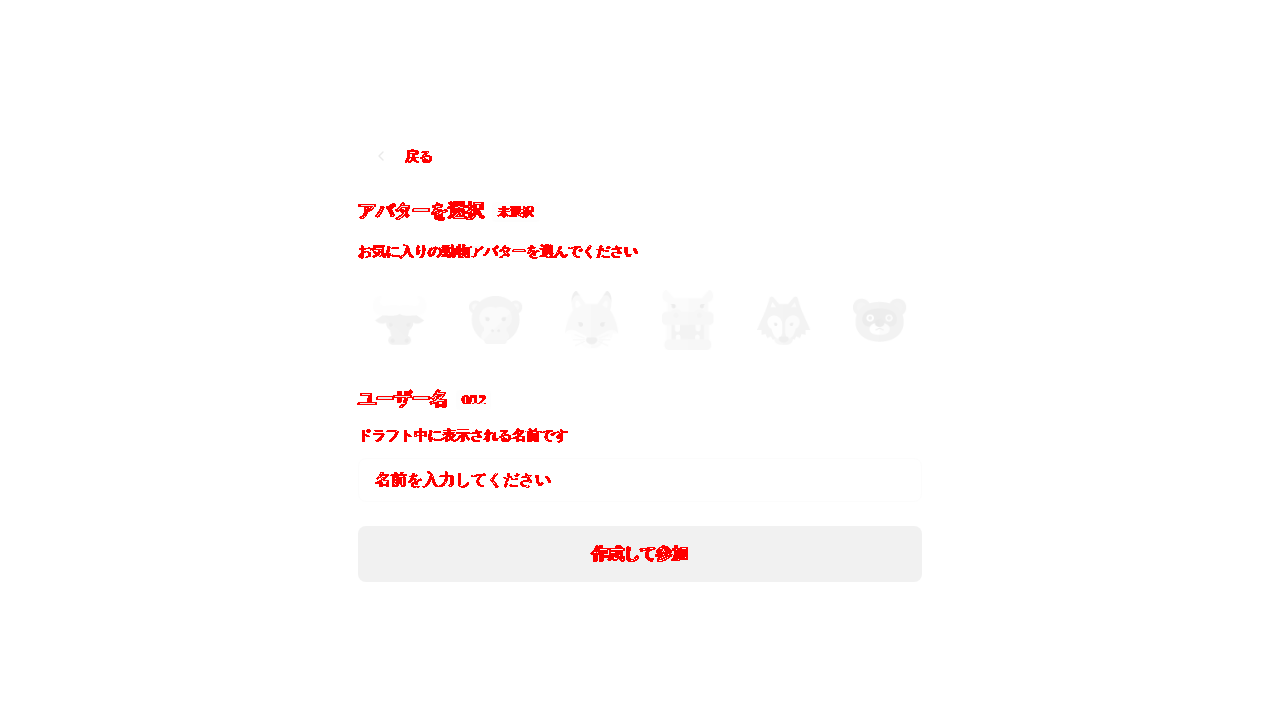 戻る
アバターを選択 未選択
お気に入りの動物アバターを選んでください
ユーザー名 0/12
ドラフト中に表示される名前です
名前を入力してください
作成して参加